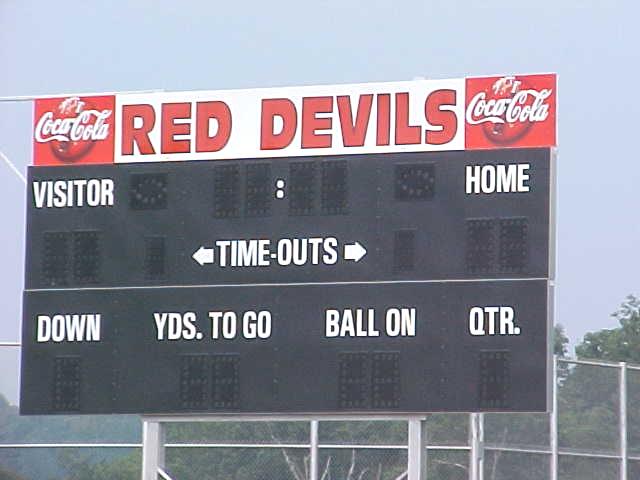 Coca-Cola RED DEVILS Coca-Cola
VISITOR : HOME
TIME-OUTS
DOWN YDS. TO GO BALL ON QTR.